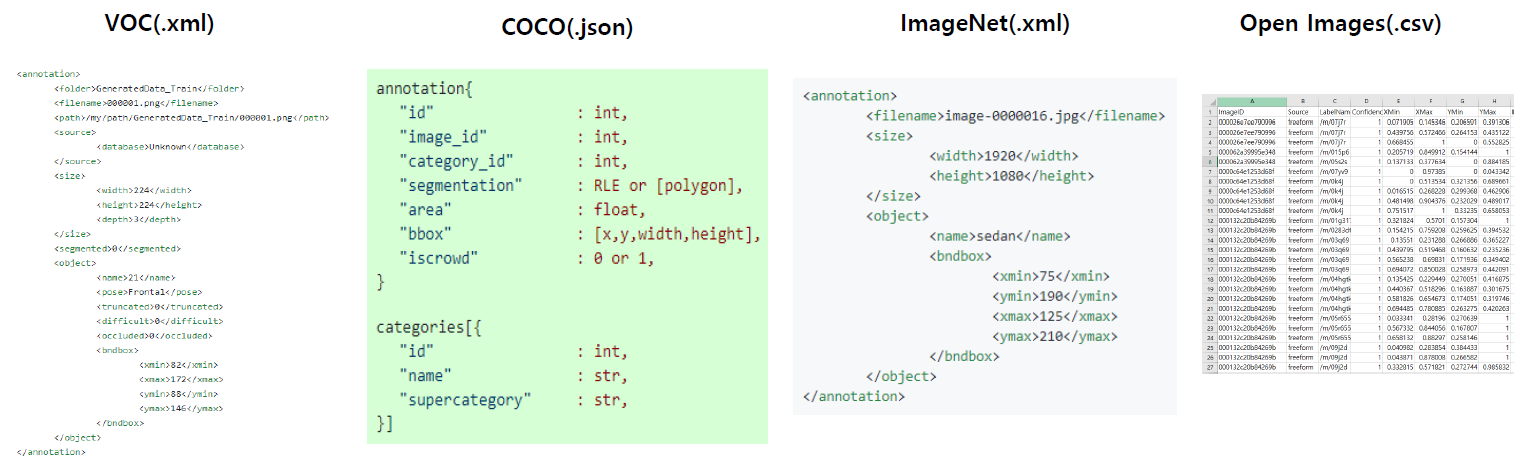 VOC(.xml)
<annotation>
<folder>GeneratedData_Train</folder>
<filename>000001.png</filename>
<path>/my/path/GeneratedData_Train/000001.png</path>
<source>
<database>Unknown</database>
</source>
<size>
<width>224</width>
<height>224</height>
<depth>3</depth>
</size>
<segmented>0</segmented>
<object>
<name>21</name>
<pose>Frontal</pose>
<truncated>0</truncated>
<difficult>0</difficult>
<occluded>0</occluded>
<bndbox>
<xmin>82</xmin>
<xmax>172</xmax>
<ymin>88</ymin>
<ymax>146</ymax>
</bndbox>
</object>
</annotation>
COCO(.json)
annotation{
"id" : int,
"image_id" : int,
"category_id" : int,
"segmentation" : RLE or [polygon],
"area" : float,
"bbox" : [x,y,width,height],
"iscrowd" : 0 or 1,
}
categories[{
"id" : int,
"name" : str,
"supercategory" : str,
}]
ImageNet(.xml)
<annotation>
<filename>image-0000016.jpg</filename>
<size>
<width>1920</width>
<height>1080</height>
</size>
<object>
<name>sedan</name>
<bndbox>
<xmin>75</xmin>
<ymin>190</ymin>
<xmax>125</xmax>
<ymax>210</ymax>
</bndbox>
</object>
</annotation>
Open Images(.csv)
A B C D E F G H
1 ImageID Source LabelName Confidenc XMin XMax YMin YMax
2 000026e7ee790996 freeform /m/07j7r 1 0.071905 0.145346 0.206591 0.391306
3 000026e7ee790996 freeform /m/07j7r 1 0.439756 0.572466 0.264153 0.435122
4 000026e7ee790996 freeform /m/07j7r 1 0.668455 1 0 0.552825
5 000062a39995e348 freeform /m/015p6 1 0.205719 0.849912 0.154144 1
6 000062a39995e348 freeform /m/05s2s 1 0.137133 0.377634 0 0.884185
7 0000c64e1253d68f freeform /m/07yv9 1 0 0.97385 0 0.043342
8 0000c64e1253d68f freeform /m/0k4j 1 0 0.513534 0.321356 0.689661
9 0000c64e1253d68f freeform /m/0k4j 1 0.016515 0.268228 0.299368 0.462906
10 0000c64e1253d68f freeform /m/0k4j 1 0.481498 0.904376 0.232029 0.489017
11 0000c64e1253d68f freeform /m/0k4j 1 0.751517 1 0.33235 0.658053
12 000132c20b84269b freeform /m/01g317 1 0.321824 0.5701 0.157304 1
13 000132c20b84269b freeform /m/0283dt 1 0.154215 0.759208 0.259625 0.394532
14 000132c20b84269b freeform /m/03q69 1 0.13551 0.231288 0.266886 0.365227
15 000132c20b84269b freeform /m/03q69 1 0.439795 0.519468 0.160632 0.235236
16 000132c20b84269b freeform /m/03q69 1 0.565238 0.69831 0.171936 0.349402
17 000132c20b84269b freeform /m/03q69 1 0.694072 0.850028 0.258973 0.442091
18 000132c20b84269b freeform /m/04hgtk 1 0.135425 0.229449 0.270051 0.416875
19 000132c20b84269b freeform /m/04hgtk 1 0.440367 0.518296 0.163887 0.301675
20 000132c20b84269b freeform /m/04hgtk 1 0.581826 0.654673 0.174051 0.319746
21 000132c20b84269b freeform /m/04hgtk 1 0.694485 0.780885 0.263275 0.420263
22 000132c20b84269b freeform /m/05r655 1 0.033341 0.28196 0.270639 1
23 000132c20b84269b freeform /m/05r655 1 0.567332 0.844056 0.167807 1
24 000132c20b84269b freeform /m/05r655 1 0.658132 0.88297 0.258146 1
25 000132c20b84269b freeform /m/09j2d 1 0.040982 0.283854 0.384433 1
26 000132c20b84269b freeform /m/09j2d 1 0.043871 0.878008 0.266582 1
27 000132c20b84269b freeform /m/09j2d 1 0.332815 0.571821 0.272744 0.985832